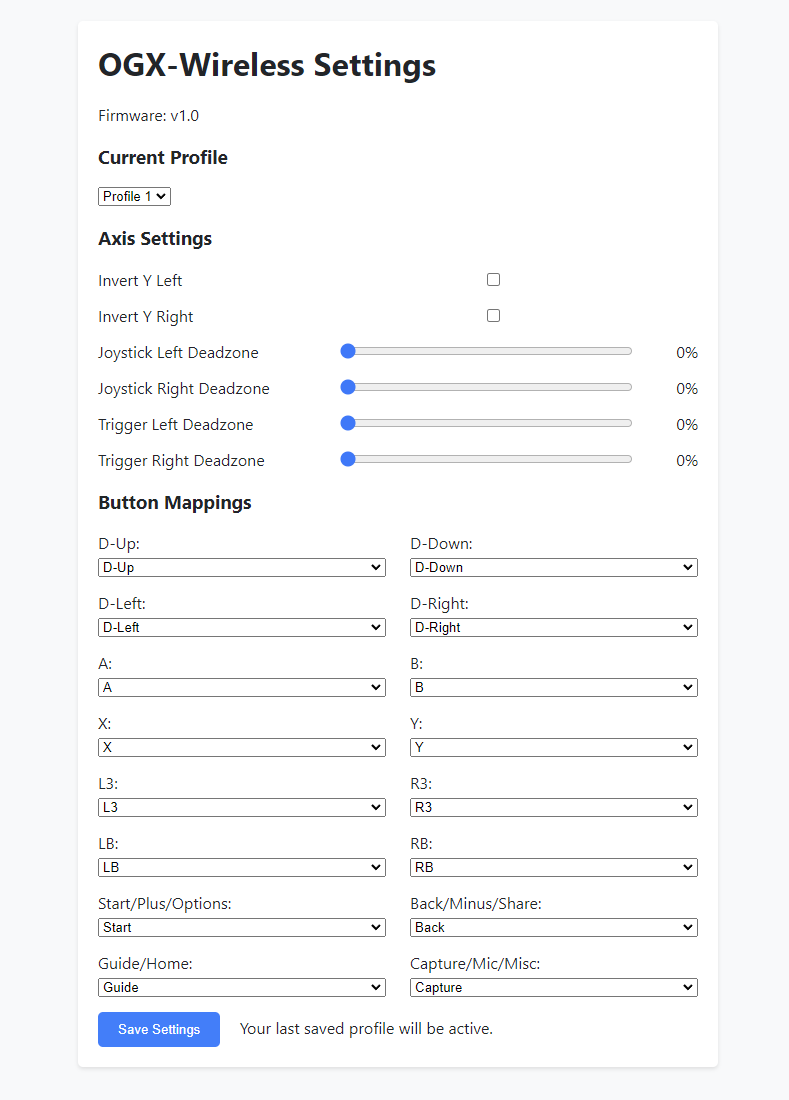 OGX-Wireless Settings
Firmware: v1.0
Current Profile
Profile 1
Axis Settings
Invert Y Left
Invert Y Right
Joystick Left Deadzone 0%
Joystick Right Deadzone 0%
Trigger Left Deadzone 0%
Trigger Right Deadzone 0%
Button Mappings
D-Up: D-Down:
D-Up D-Down
D-Left: D-Right:
D-Left D-Right
A: B:
A B
X: Y:
X Y
L3: R3:
L3 R3
LB: RB:
LB RB
Start/Plus/Options: Back/Minus/Share:
Start Back
Guide/Home: Capture/Mic/Misc:
Guide Capture
Save Settings Your last saved profile will be active.